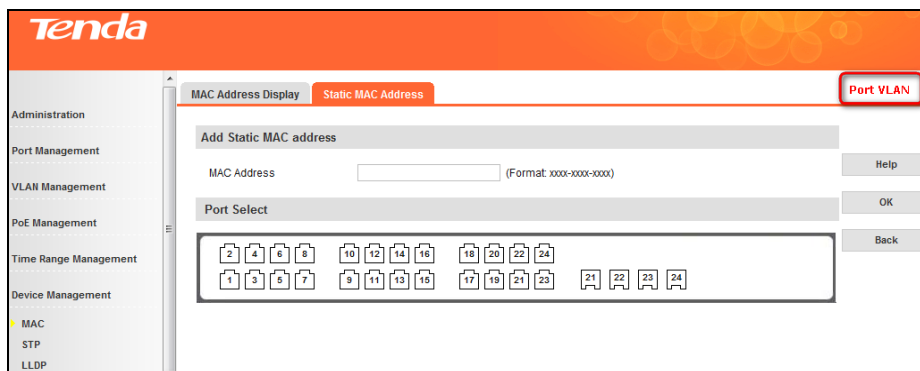 Tenda
MAC Address Display Static MAC Address Port VLAN
Administration
Add Static MAC address
Port Management
MAC Address (Format: xxxx-xxxx-xxxx) Help
VLAN Management
Port Select OK
PoE Management
Back
2 4 6 8 10 12 14 16 18 20 22 24
Time Range Management
1 3 5 7 9 11 13 15 17 19 21 23 21 22 23 24
Device Management
MAC
STP
LLDP